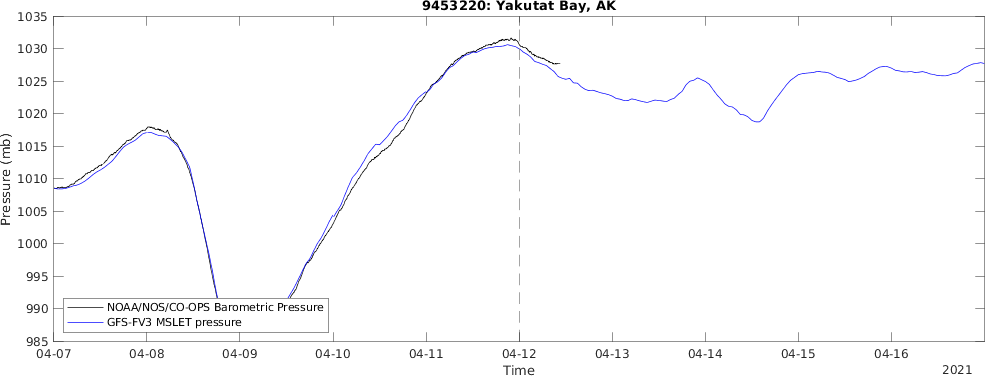 9453220: Yakutat Bay, AK
Pressure (mb)
1035
1030
1025
1020
1015
1010
1005
1000
995
990
985
NOAA/NOS/CO-OPS Barometric Pressure
GFS-FV3 MSLET pressure
04-07 04-08 04-09 04-10 04-11 04-12 04-13 04-14 04-15 04-16
Time
2021